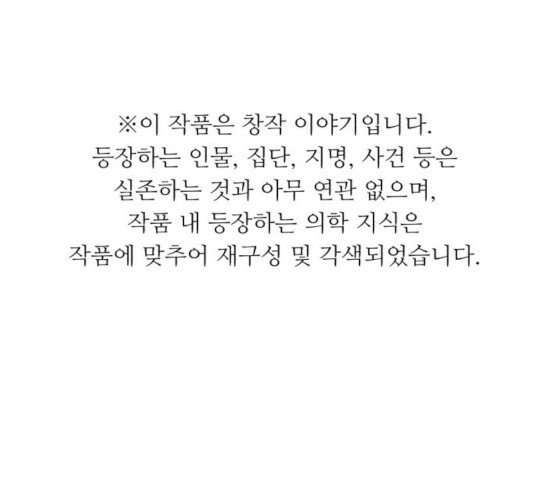 ※이 작품은 창작 이야기입니다.
등장하는 인물, 집단, 지명, 사건 등은
실존하는 것과 아무 연관 없으며,
작품 내 등장하는 의학 지식은
작품에 맞추어 재구성 및 각색되었습니다.